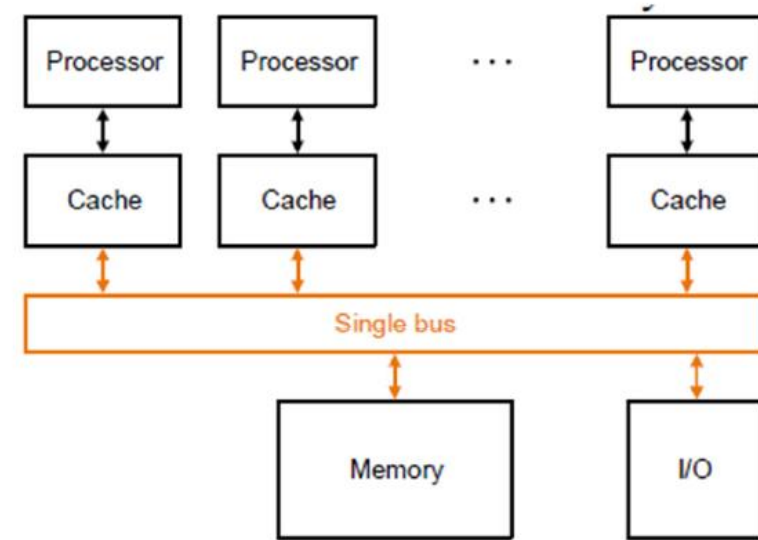 Processor Processor ... Processor
Cache Cache ... Cache
Single bus
Memory I/O